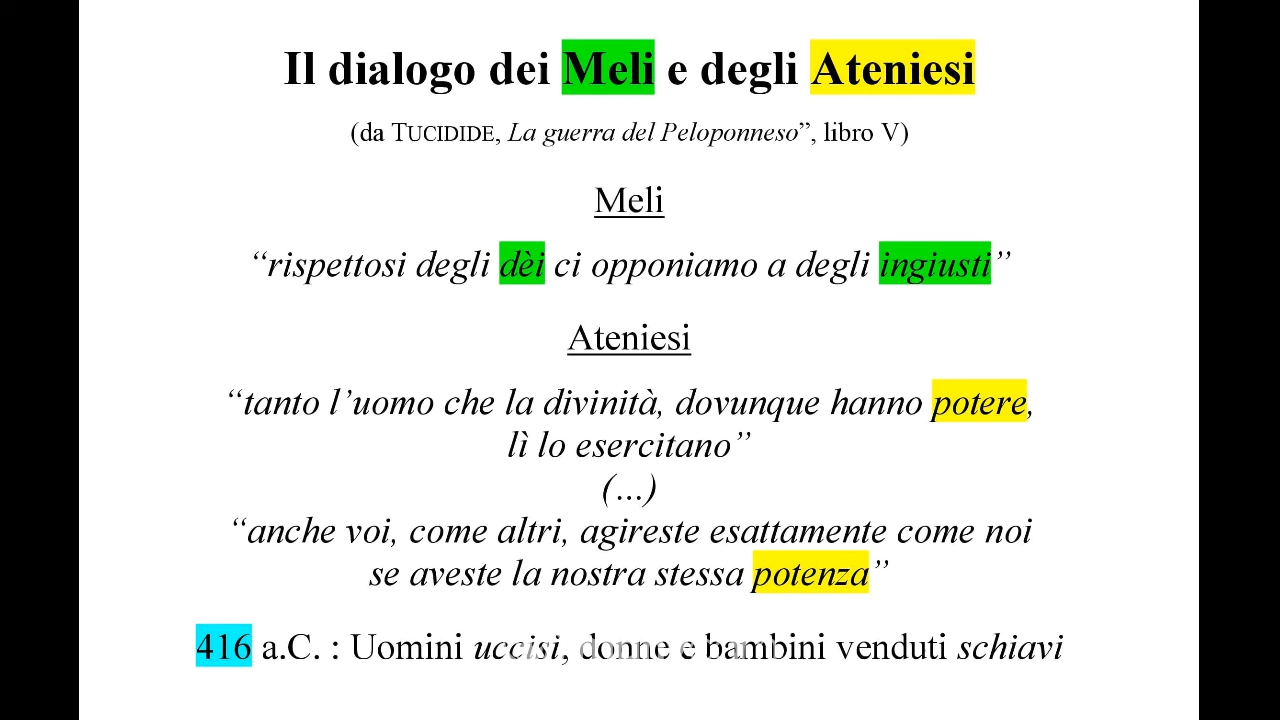 Il dialogo dei Meli e degli Ateniesi
(da TUCIDIDE, La guerra del Peloponneso”, libro V)
Meli
“rispettosi degli dèi ci opponiamo a degli ingiusti”
Ateniesi
“tanto l’uomo che la divinità, dovunque hanno potere,
lì lo esercitano”
(...)
“anche voi, come altri, agireste esattamente come noi
se aveste la nostra stessa potenza”
416 a.C. : Uomini uccisi, donne e bambini venduti schiavi